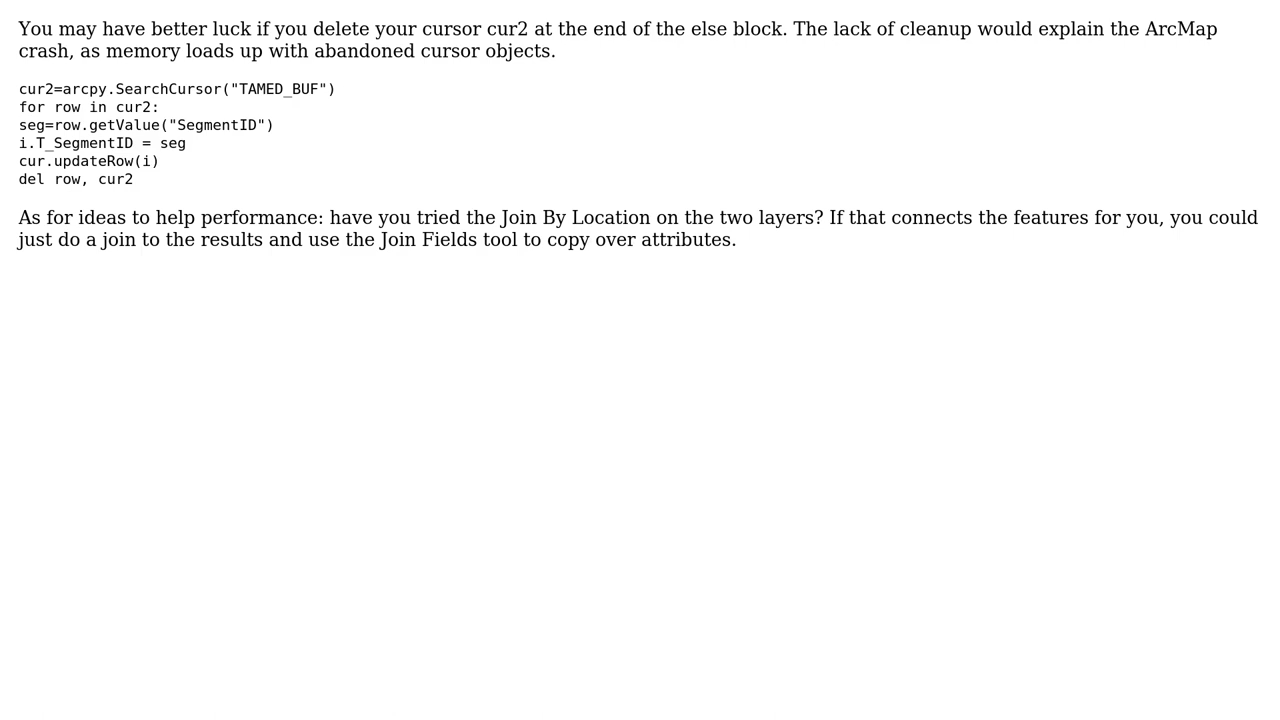 You may have better luck if you delete your cursor cur2 at the end of the else block. The lack of cleanup would explain the ArcMap
crash, as memory loads up with abandoned cursor objects.
cur2=arcpy.SearchCursor("TAMED_BUF")
for row in cur2:
seg=row.getValue("SegmentID")
i.T_SegmentID = seg
cur.updateRow(i)
del row, cur2
As for ideas to help performance: have you tried the Join By Location on the two layers? If that connects the features for you, you could
just do a join to the results and use the Join Fields tool to copy over attributes.